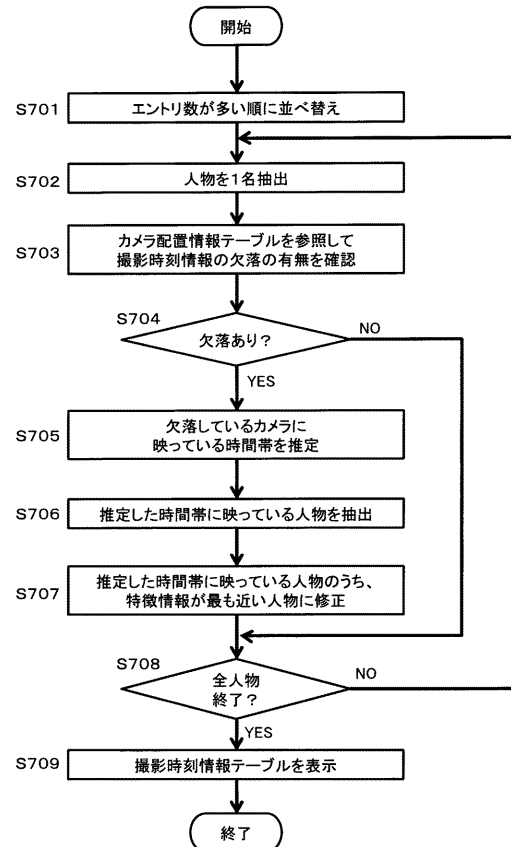 開始
S701
エントリ数が多い順に並べ替え
S702
人物を1名抽出
S703
カメラ配置情報テーブルを参照して
撮影時刻情報の欠落の有無を確認
S704
欠落あり?
NO
YES
S705
欠落しているカメラに
映っている時間帯を推定
S706
推定した時間帯に映っている人物を抽出
S707
推定した時間帯に映っている人物のうち、
特徴情報が最も近い人物に修正
S708
全人物
終了?
NO
YES
S709
撮影時刻情報テーブルを表示
終了